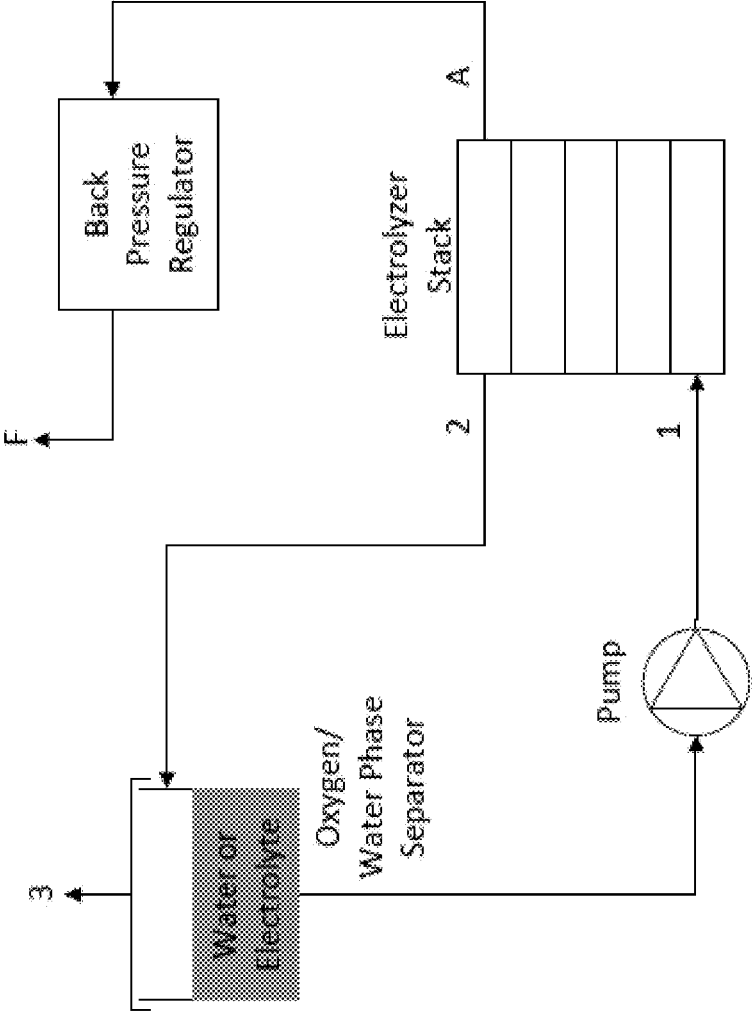 3
Water or
Electrolyte
Oxygen/
Water Phase
Separator
Pump
1
2
Electrolyzer
Stack
A
Back
Pressure
Regulator
F